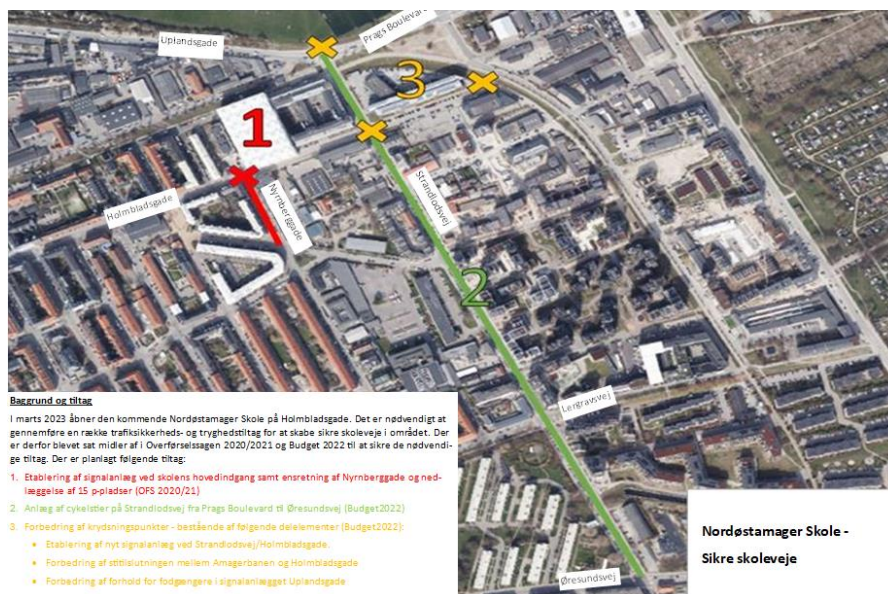 Uplandsgade
Prags Boulevard
3
1
Holmbladsgade
Nyrnberggade
Strandlodsvej
2
Lergravsvej
Øresundsvej
Baggrund og tiltag
I marts 2023 åbner den kommende Nordøstamager Skole på Holmbladsgade. Det er nødvendigt at
gennemføre en række trafiksikkerheds- og tryghedstiltag for at skabe sikre skoleveje i området. Der
er derfor blevet sat midler af i Overførselssagen 2020/2021 og Budget 2022 til at sikre de nødvendi-
ge tiltag. Der er planlagt følgende tiltag:
1. Etablering af signalanlæg ved skolens hovedindgang samt ensretning af Nyrnberggade og ned-
læggelse af 15 p-pladser (OFS 2020/21)
2. Anlæg af cykelstier på Strandlodsvej fra Prags Boulevard til Øresundsvej (Budget2022)
3. Forbedring af krydsningspunkter - bestående af følgende delelementer (Budget2022):
• Etablering af nyt signalanlæg ved Strandlodsvej/Holmbladsgade.
• Forbedring af stitilslutningen mellem Amagerbanen og Holmbladsgade
• Forbedring af forhold for fodgængere i signalanlægget Uplandsgade
Nordøstamager Skole -
Sikre skoleveje